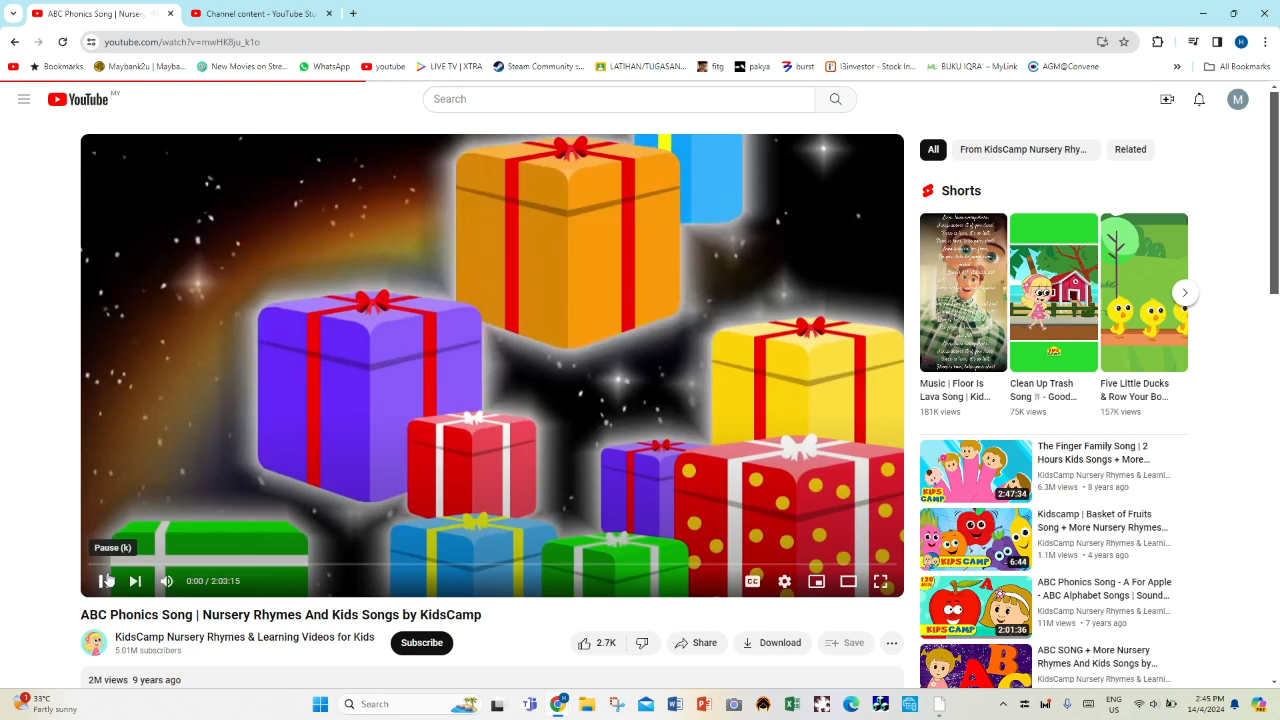 ABC Phonics Song | Nursery
Channel content - YouTube Stu
youtube.com/watch?v=mwHK8ju_k1o
Bookmarks
Maybank2u | Mayba...
New Movies on Stre...
WhatsApp
youtube
LIVE TV | XTRA
Steam Community :...
LATIHAN/TUGASAN...
fbg
pakya
burst
I3investor - Stock In...
BUKU IQRA' – MyLink
AGM@Convene
All Bookmarks
YouTube MY
Search
M
All
From KidsCamp Nursery Rhy...
Related
Shorts
Music | Floor Is
Lava Song | Kid...
181K views
Clean Up Trash
Song - Good...
75K views
Five Little Ducks
& Row Your Bo...
157K views
The Finger Family Song | 2
Hours Kids Songs + More...
KidsCamp Nursery Rhymes & Learni...
6.3M views • 8 years ago
KIDS CAMP
2:47:34
Kidscamp | Basket of Fruits
Song + More Nursery Rhymes...
KidsCamp Nursery Rhymes & Learni...
1.1M views • 4 years ago
KIDS CAMP
6:44
ABC Phonics Song - A For Apple
- ABC Alphabet Songs | Sound...
KidsCamp Nursery Rhymes & Learni...
11M views • 7 years ago
120 MIN
KIDS CAMP
2:01:36
ABC SONG + More Nursery
Rhymes And Kids Songs by...
KidsCamp Nursery Rhymes & Learni...
Pause (k)
0:00 / 2:03:15
ABC Phonics Song | Nursery Rhymes And Kids Songs by KidsCamp
KidsCamp Nursery Rhymes & Learning Videos for Kids
5.01M subscribers
Subscribe
2.7K
Share
Download
Save
2M views 9 years ago
33°C
Partly sunny
Search
ENG
US
14/4/2024